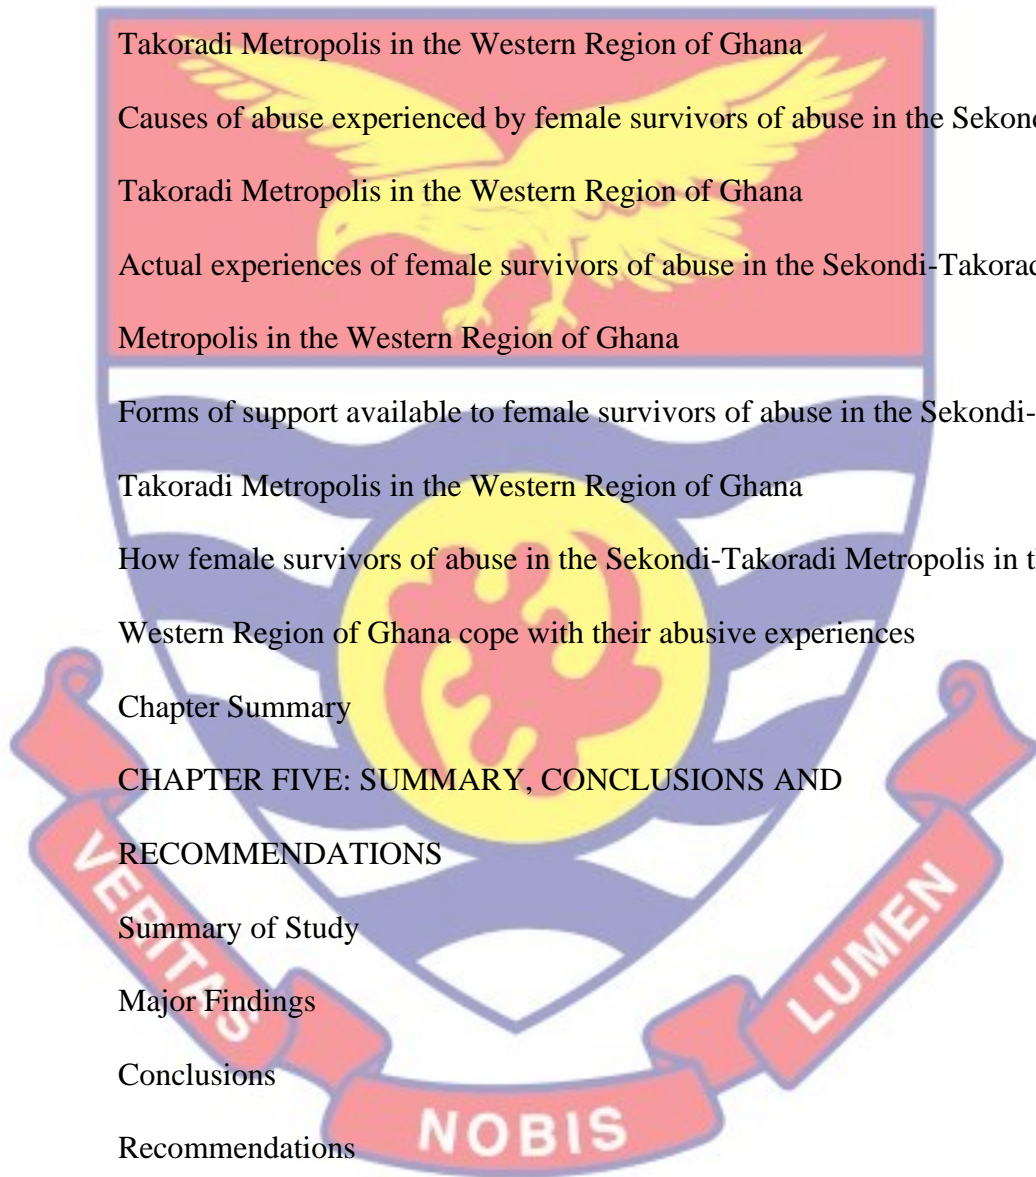 Takoradi Metropolis in the Western Region of Ghana
Causes of abuse experienced by female survivors of abuse in the Sekond
Takoradi Metropolis in the Western Region of Ghana
Actual experiences of female survivors of abuse in the Sekondi-Takorad
Metropolis in the Western Region of Ghana
Forms of support available to female survivors of abuse in the Sekondi-
Takoradi Metropolis in the Western Region of Ghana
How female survivors of abuse in the Sekondi-Takoradi Metropolis in t
Western Region of Ghana cope with their abusive experiences
Chapter Summary
CHAPTER FIVE: SUMMARY, CONCLUSIONS AND
RECOMMENDATIONS
Summary of Study
Major Findings
Conclusions
Recommendations
VERITAS
NOBIS
LUMEN